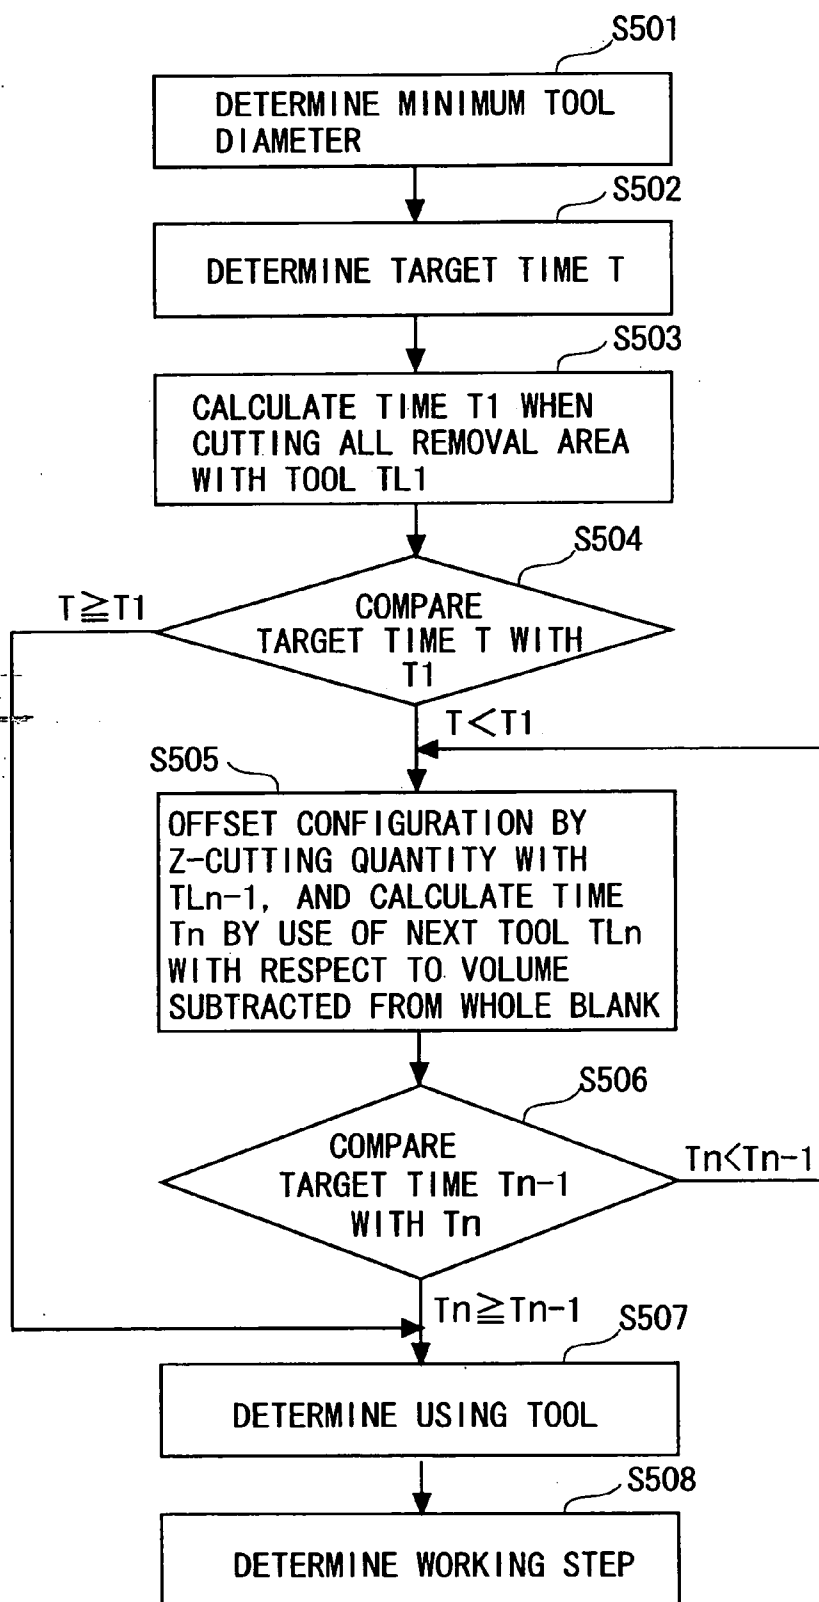 S501
DETERMINE MINIMUM TOOL
DIAMETER
S502
DETERMINE TARGET TIME T
S503
CALCULATE TIME T1 WHEN
CUTTING ALL REMOVAL AREA
WITH TOOL TL1
S504
T≧T1
COMPARE
TARGET TIME T WITH
T1
T<T1
S505
OFFSET CONFIGURATION BY
Z-CUTTING QUANTITY WITH
TLn-1, AND CALCULATE TIME
Tn BY USE OF NEXT TOOL TLn
WITH RESPECT TO VOLUME
SUBTRACTED FROM WHOLE BLANK
S506
COMPARE
TARGET TIME Tn-1
WITH Tn
Tn<Tn-1
Tn≧Tn-1
S507
DETERMINE USING TOOL
S508
DETERMINE WORKING STEP